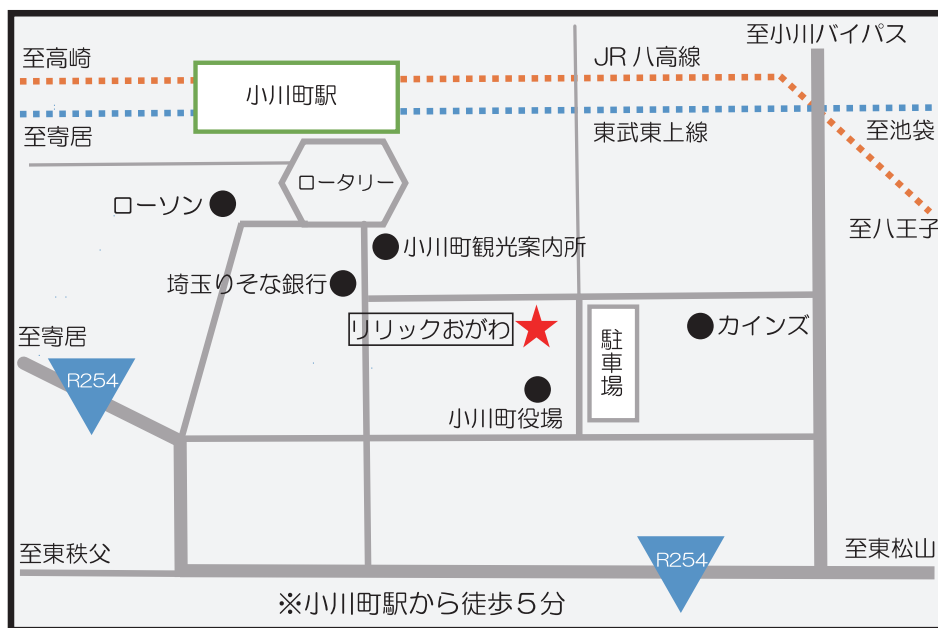 至小川バイパス
至高崎
JR 八高線
小川町駅
至寄居
東武東上線
至池袋
ロータリー
ローソン
至八王子
小川町観光案内所
埼玉りそな銀行
至寄居
リリックおがわ
カインズ
駐車場
R254
小川町役場
至東秩父
至東松山
R254
※小川町駅から徒歩5分